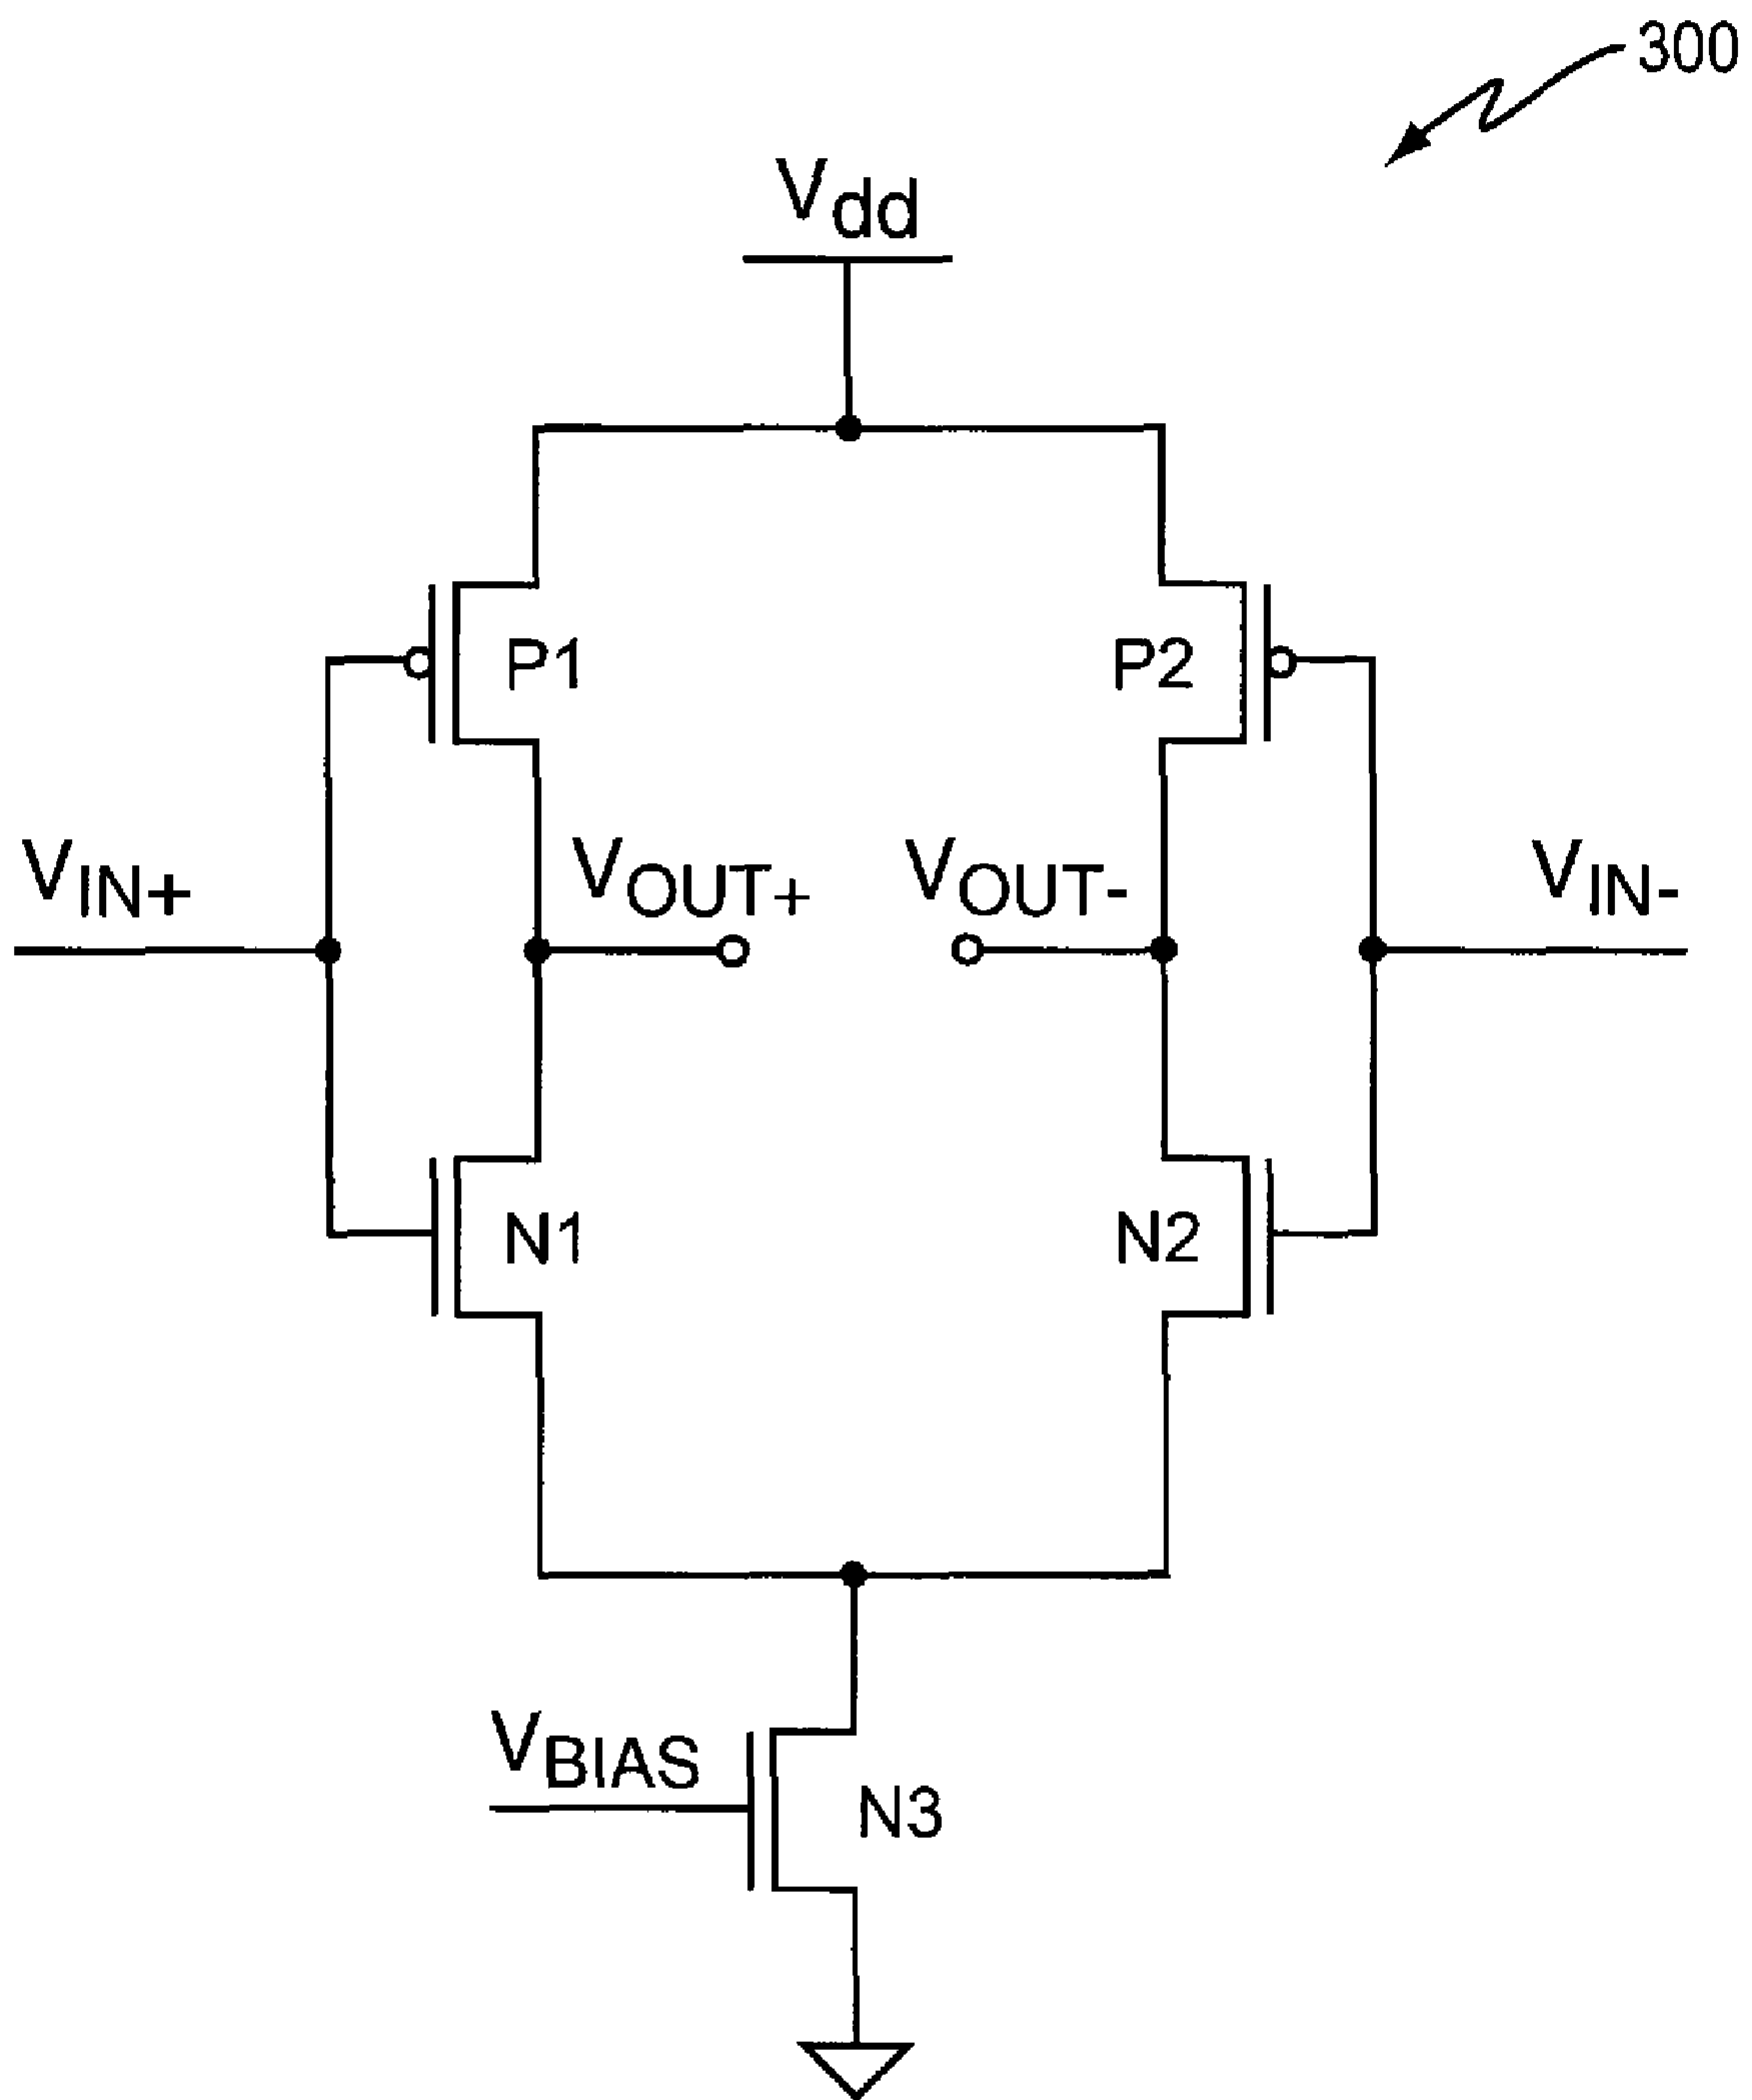 300
Vdd
P1 P2
VIN+ VOUT+ VOUT- VIN-
N1 N2
VBIAS
N3